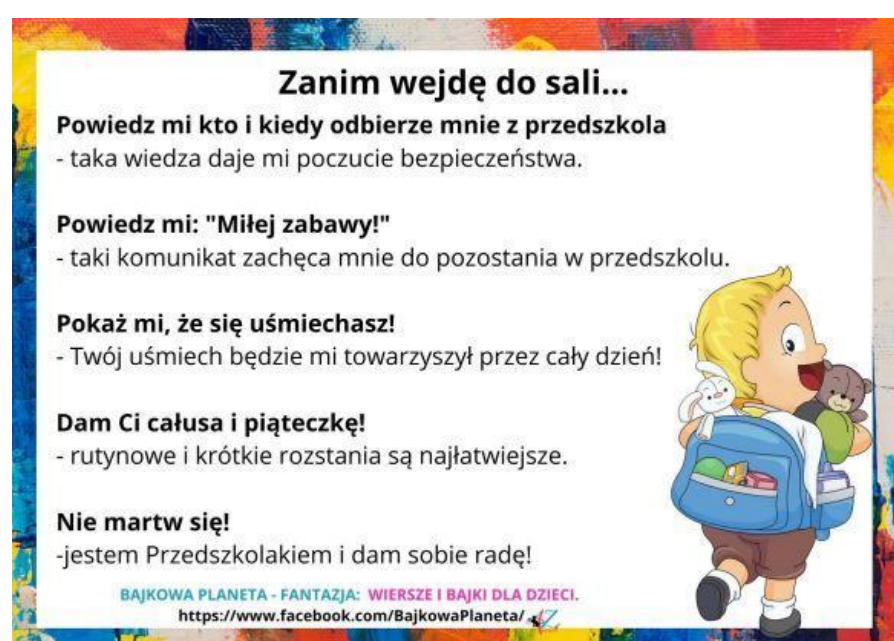 Zanim wejdę do sali...
Powiedz mi kto i kiedy odbierze mnie z przedszkola
- taka wiedza daje mi poczucie bezpieczeństwa.
Powiedz mi: "Miłej zabawy!"
- taki komunikat zachęca mnie do pozostania w przedszkolu.
Pokaż mi, że się uśmiechasz!
- Twój uśmiech będzie mi towarzyszył przez cały dzień!
Dam Ci całusa i piąteczkę!
- rutynowe i krótkie rozstania są najłatwiejsze.
Nie martw się!
-jestem Przedszkolakiem i dam sobie radę!
BAJKOWA PLANETA - FANTAZJA: WIERSZE I BAJKI DLA DZIECI.
https://www.facebook.com/BajkowaPlaneta/